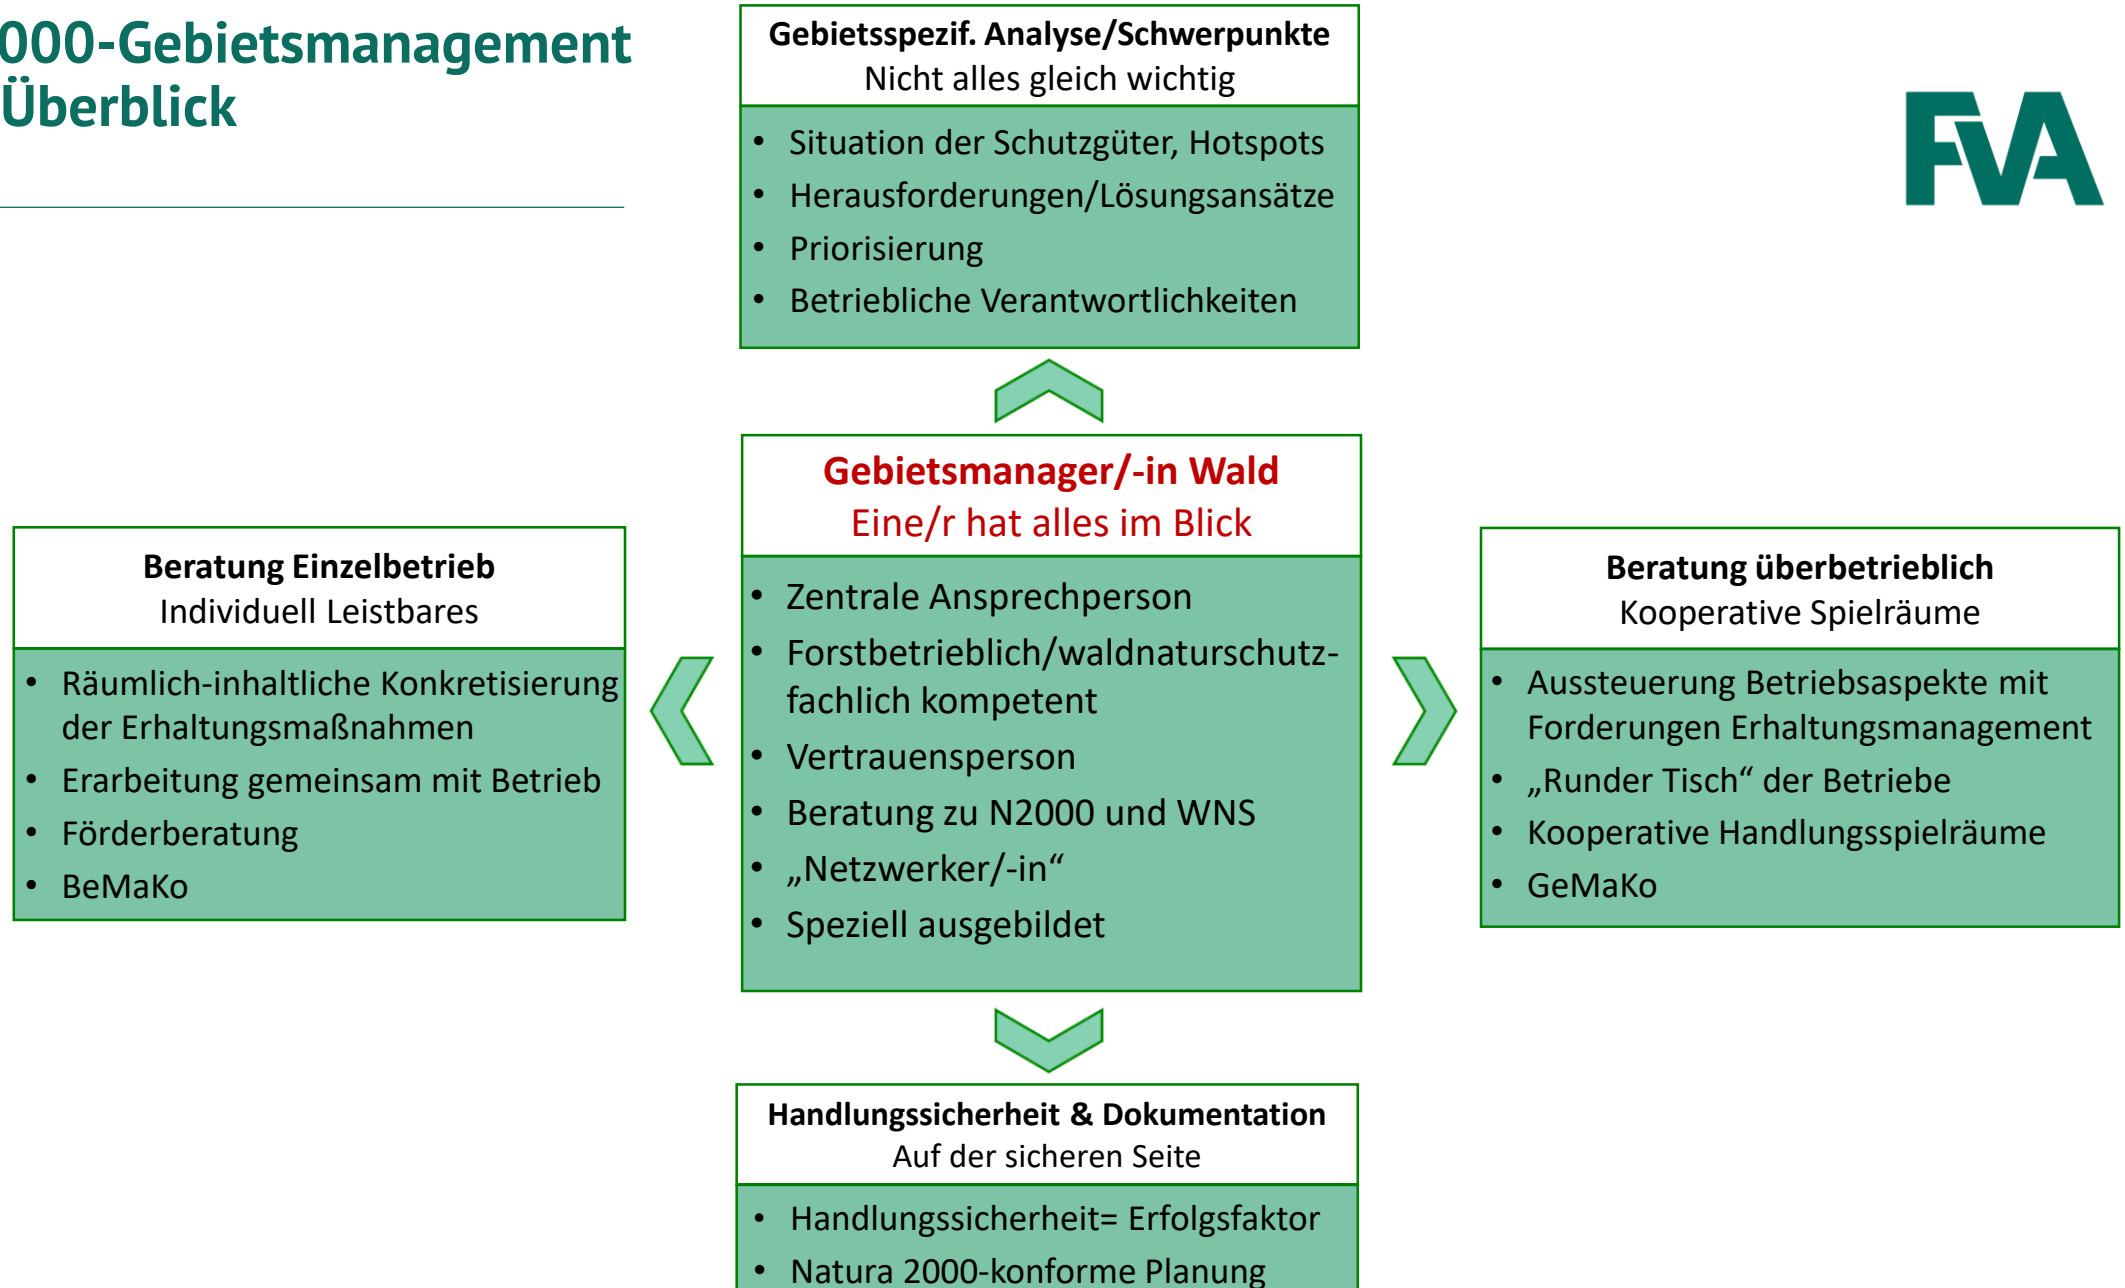 000-Gebietsmanagement
Überblick
FVA
Gebietsspezif. Analyse/Schwerpunkte
Nicht alles gleich wichtig
• Situation der Schutzgüter, Hotspots
• Herausforderungen/Lösungsansätze
• Priorisierung
• Betriebliche Verantwortlichkeiten
Beratung Einzelbetrieb
Individuell Leistbares
• Räumlich-inhaltliche Konkretisierung
der Erhaltungsmaßnahmen
• Erarbeitung gemeinsam mit Betrieb
• Förderberatung
• BeMaKo
Gebietsmanager/-in Wald
Eine/r hat alles im Blick
• Zentrale Ansprechperson
• Forstbetrieblich/waldnaturschutz-
fachlich kompetent
• Vertrauensperson
• Beratung zu N2000 und WNS
• „Netzwerker/-in“
• Speziell ausgebildet
Beratung überbetrieblich
Kooperative Spielräume
• Aussteuerung Betriebsaspekte mit
Forderungen Erhaltungsmanagement
• „Runder Tisch“ der Betriebe
• Kooperative Handlungsspielräume
• GeMaKo
Handlungssicherheit & Dokumentation
Auf der sicheren Seite
• Handlungssicherheit= Erfolgsfaktor
• Natura 2000-konforme Planung